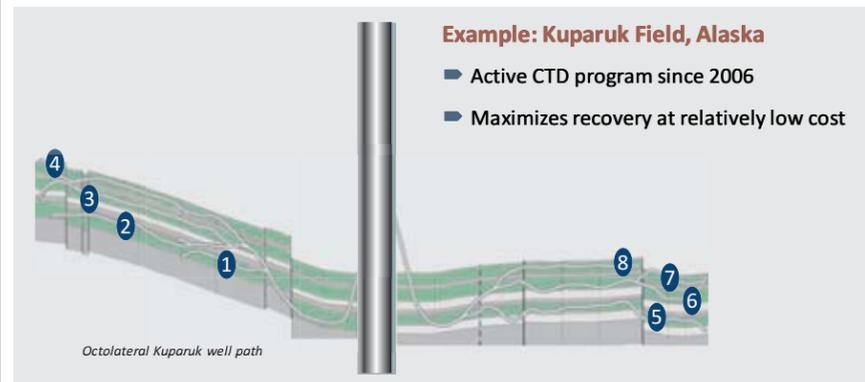 Example: Kuparuk Field, Alaska
Active CTD program since 2006
Maximizes recovery at relatively low cost
4
3
2
1
8
7
6
5
Octolateral Kuparuk well path